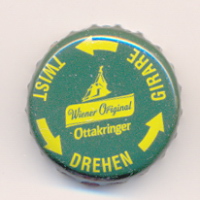 TWIST
GIRARE
DREHEN
Wiener Original
Ottakringer